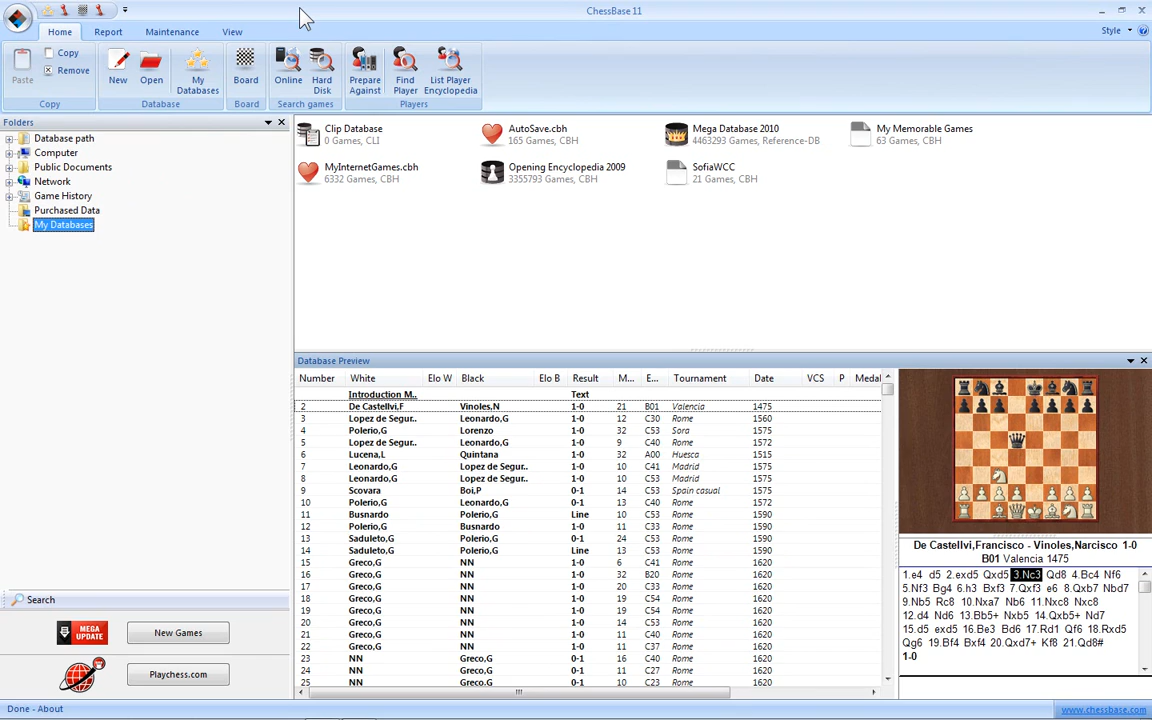 ChessBase 11
Home Report Maintenance View Style
Paste Copy Remove New Open My Databases Board Online Hard Disk Prepare Against Find Player List Player Encyclopedia
Copy Database Board Search games Players
Folders
Database path
Computer
Public Documents
Network
Game History
Purchased Data
My Databases
Search
MEGA UPDATE New Games
Playchess.com
Clip Database AutoSave.cbh Mega Database 2010 My Memorable Games
0 Games, CLI 165 Games, CBH 4463293 Games, Reference-DB 63 Games, CBH
MyInternetGames.cbh Opening Encyclopedia 2009 SofiaWCC
6332 Games, CBH 3355793 Games, CBH 21 Games, CBH
Database Preview
Number White Elo W Black Elo B Result M... E... Tournament Date VCS P Medal
Introduction M.. Text
2 De Castellvi,F Vinoles,N 1-0 21 B01 Valencia 1475
3 Lopez de Segur.. Leonardo,G 1-0 12 C30 Rome 1560
4 Polerio,G Lorenzo 1-0 32 C53 Sora 1575
5 Lopez de Segur.. Leonardo,G 1-0 9 C40 Rome 1572
6 Lucena,L Quintana 1-0 32 A00 Huesca 1515
7 Leonardo,G Lopez de Segur.. 1-0 10 C41 Madrid 1575
8 Leonardo,G Lopez de Segur.. 1-0 10 C53 Madrid 1575
9 Scovara Boi,P 0-1 14 C53 Spain casual 1575
10 Polerio,G Leonardo,G 0-1 13 C40 Rome 1572
11 Busnardo Polerio,G Line 10 C53 Rome 1590
12 Polerio,G Busnardo 1-0 11 C33 Rome 1590
13 Saduleto,G Polerio,G 0-1 24 C53 Rome 1590
14 Saduleto,G Polerio,G Line 13 C53 Rome 1590
15 Greco,G NN 1-0 6 C41 Rome 1620
16 Greco,G NN 1-0 32 B20 Rome 1620
17 Greco,G NN 1-0 20 C33 Rome 1620
18 Greco,G NN 1-0 19 C54 Rome 1620
19 Greco,G NN 1-0 19 C54 Rome 1620
20 Greco,G NN 1-0 17 C54 Rome 1620
21 Greco,G NN 1-0 14 C40 Rome 1620
22 Greco,G NN 1-0 11 C37 Rome 1620
23 NN Greco,G 0-1 16 C40 Rome 1620
24 NN Greco,G 0-1 11 C23 Rome 1620
25 NN Greco,G 0-1 10 C27 Rome 1620
De Castellvi,Francisco - Vinoles,Narcisco 1-0
B01 Valencia 1475
1.e4 d5 2.exd5 Qxd5 3.Nc3 Qd8 4.Bc4 Nf6
5.Nf3 Bg4 6.h3 Bxf3 7.Qxf3 e6 8.Qxb7 Nbd7
9.Nb5 Rc8 10.Nxa7 Nb6 11.Nxc8 Nxc8
12.d4 Nd6 13.Bb5+ Nxb5 14.Qxb5+ Nd7
15.d5 exd5 16.Be3 Bd6 17.Rd1 Qf6 18.Rxd5
Qg6 19.Bf4 Bxf4 20.Qxd7+ Kf8 21.Qd8#
1-0
Done - About www.chessbase.com